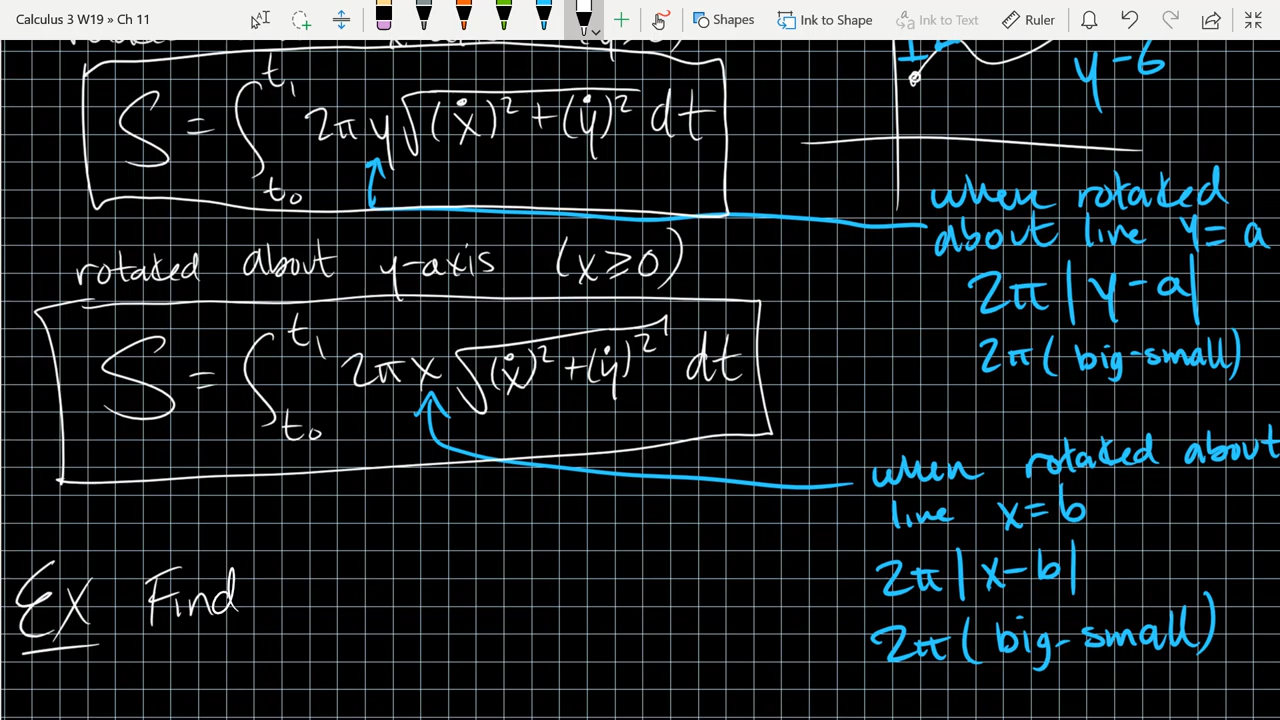 Calculus 3 W19 » Ch 11
Shapes
Ink to Shape
Ink to Text
Ruler
S = ∫ t₀ t₁ 2π y √((ẋ)² + (ẏ)²) dt
y – 6
when rotated
about line y = a
2π |y – a|
2π (big-small)
rotated about y-axis (x ≥ 0)
S = ∫ t₀ t₁ 2π x √((ẋ)² + (ẏ)²) dt
when rotated about
line x = b
2π |x – b|
2π (big-small)
EX Find